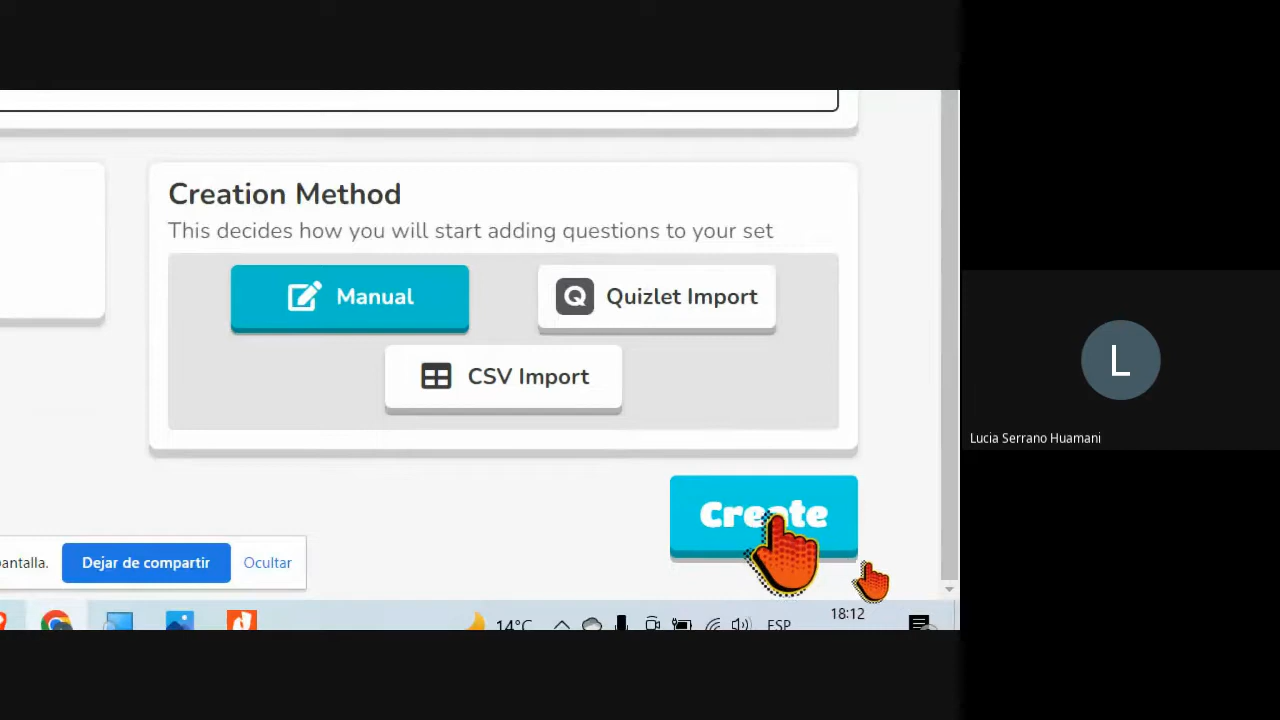 Creation Method
This decides how you will start adding questions to your set
Manual
Q Quizlet Import
CSV Import
Create
L
Lucia Serrano Huamani
pantalla.
Dejar de compartir
Ocultar
14°C
ESP
18:12